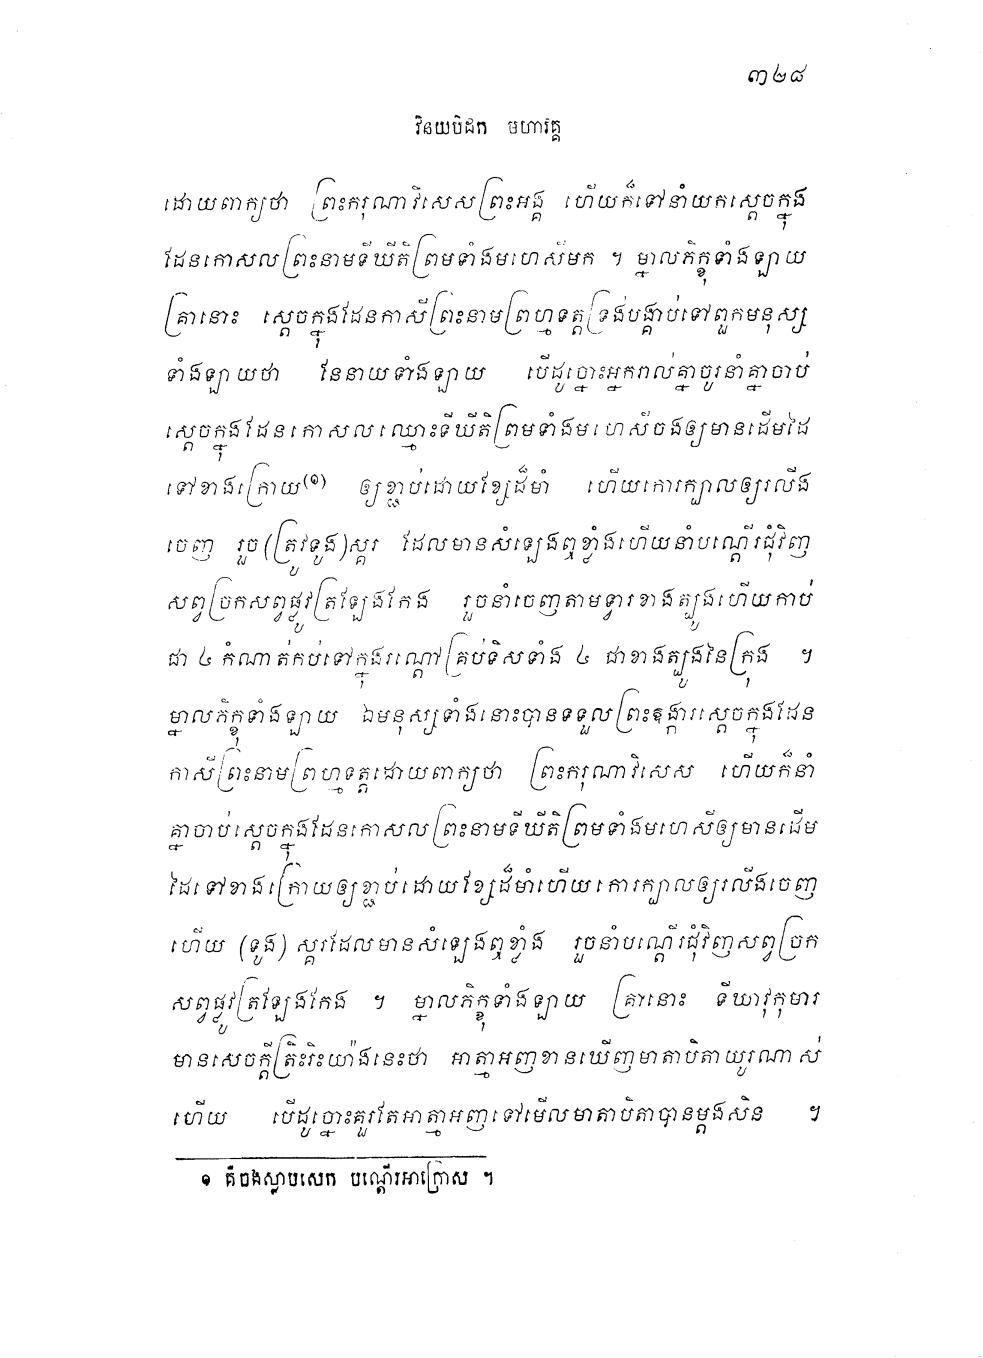 ៣២៨
វិនយបិដក មហាវគ្គ
ដោយពាក្យថា ព្រះករុណាវិសេសព្រះអង្គ ហើយក៏ទៅនាំយកស្តេចក្នុង
ដែនកោសលព្រះនាមទីឃីតិព្រមទាំងមហេសីមក ។ ម្នាលភិក្ខុទាំងឡាយ
គ្រានោះ ស្តេចក្នុងដែនកាសីព្រះនាមព្រហ្មទត្តទ្រង់បង្គាប់ទៅពួកមនុស្ស
ទាំងឡាយថា នែនាយទាំងឡាយ បើដូច្នោះអ្នករាល់គ្នាចូរនាំគ្នាចាប់
ស្តេចក្នុងដែនកោសលឈ្មោះទីឃីតិព្រមទាំងមហេសីចងឲ្យមានដើមដៃ
ទៅខាងក្រោយ(១) ឲ្យខ្ជាប់ដោយខ្សែដ៏មាំ ហើយកោរក្បាលឲ្យរលីង
ចេញ រួច(ត្រូវទូង)ស្គរ ដែលមានសំឡេងឮខ្លាំងហើយនាំបណ្តើរជុំវិញ
សព្វច្រកសព្វផ្លូវត្រឡែងកែង រួចនាំចេញតាមទ្វារខាងត្បូងហើយកាប់
ជា ៤ កំណាត់កប់ទៅក្នុងរណ្តៅគ្រប់ទិសទាំង ៤ ជាខាងត្បូងនៃក្រុង ។
ម្នាលភិក្ខុទាំងឡាយ ឯមនុស្សទាំងនោះបានទទួលព្រះឧង្ការស្តេចក្នុងដែន
កាសីព្រះនាមព្រហ្មទត្តដោយពាក្យថា ព្រះករុណាវិសេស ហើយក៏នាំ
គ្នាចាប់ស្តេចក្នុងដែនកោសលព្រះនាមទីឃីតិព្រមទាំងមហេសីឲ្យមានដើម
ដៃទៅខាងក្រោយឲ្យខ្ជាប់ដោយខ្សែដ៏មាំហើយកោរក្បាលឲ្យរលីងចេញ
ហើយ (ទូង) ស្គរដែលមានសំឡេងឮខ្លាំង រួចនាំបណ្តើរជុំវិញសព្វច្រក
សព្វផ្លូវត្រឡែងកែង ។ ម្នាលភិក្ខុទាំងឡាយ គ្រានោះ ទីឃាវុកុមារ
មានសេចក្តីត្រិះរិះយ៉ាងនេះថា អាត្មាអញខានឃើញមាតាបិតាយូរណាស់
ហើយ បើដូច្នោះគួរតែអាត្មាអញទៅមើលមាតាបិតាបានម្តងសិន ។
១ គឺចងស្លាបសេក បណ្តើរអាក្រោស ។